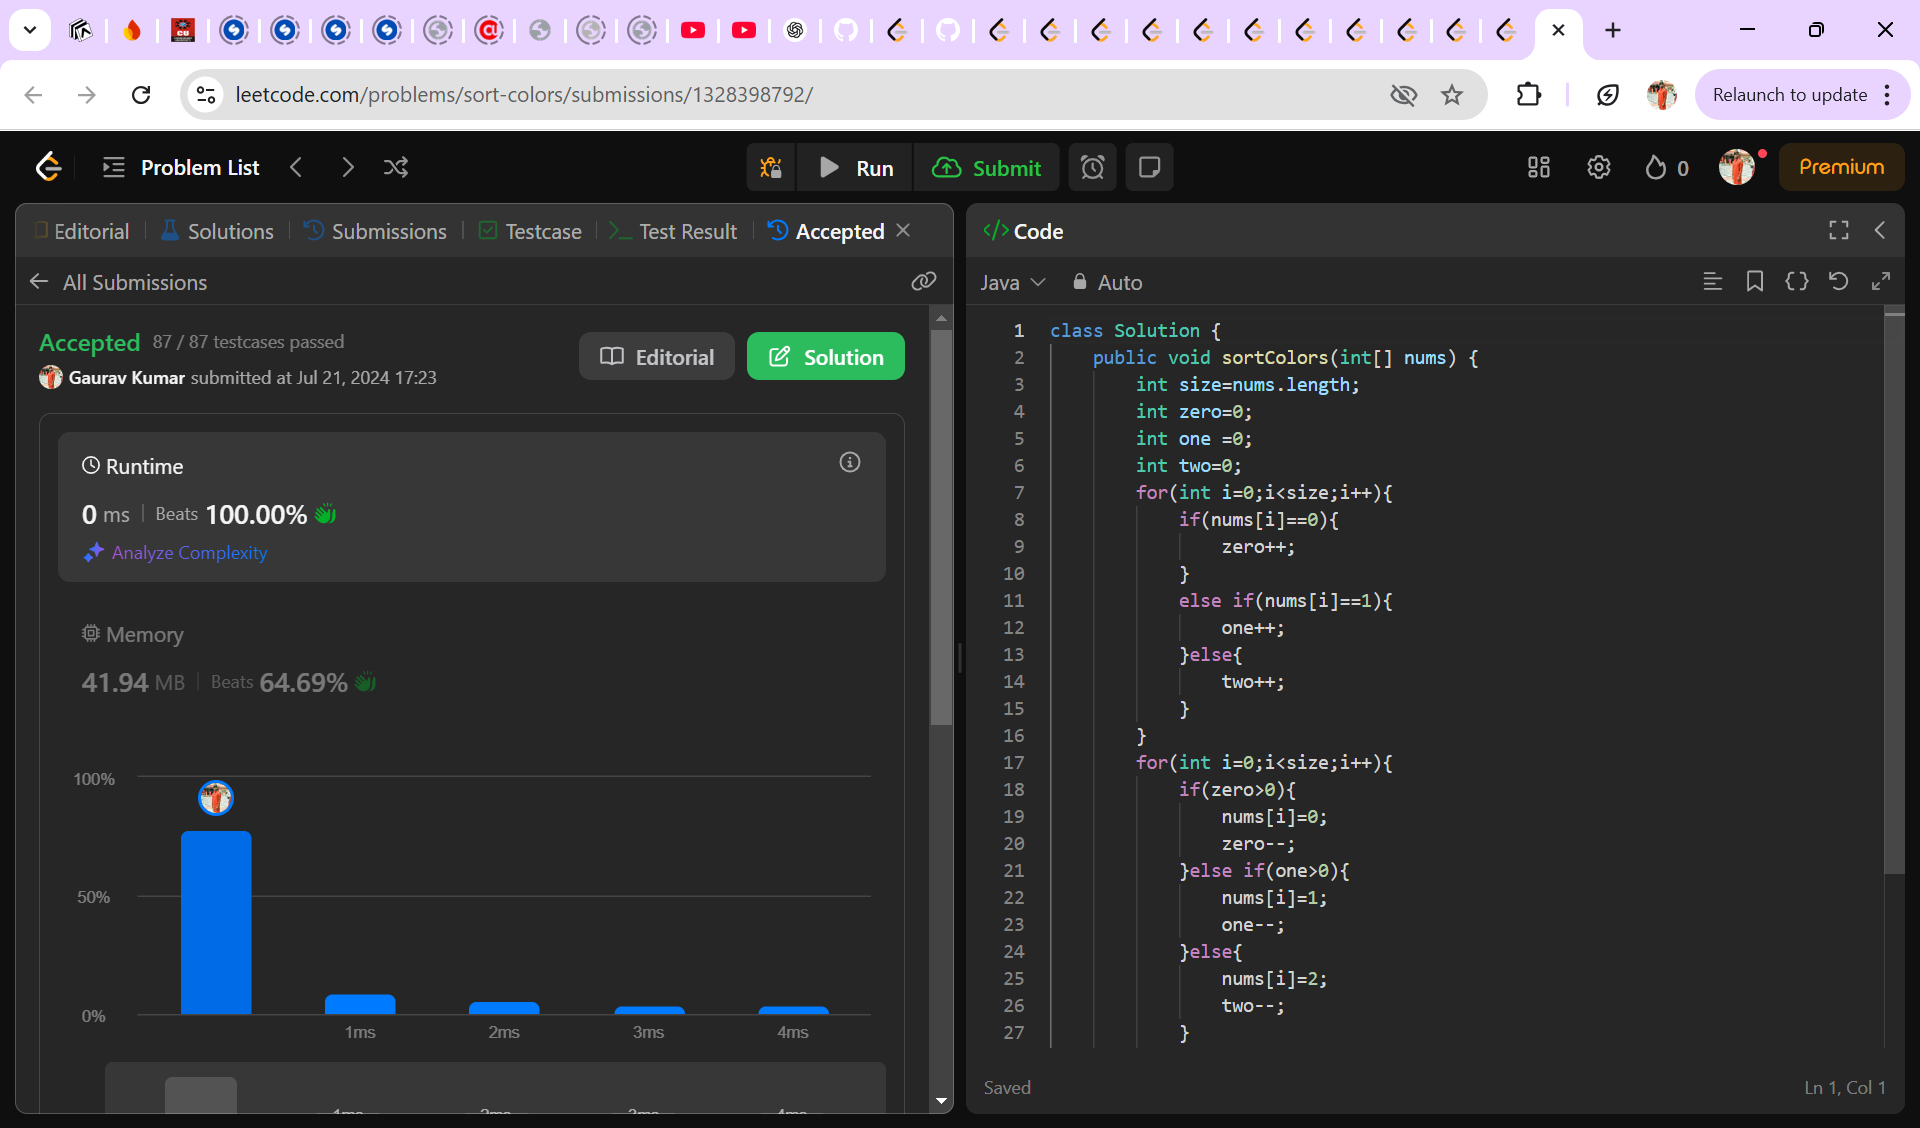 leetcode.com/problems/sort-colors/submissions/1328398792/
Relaunch to update
Problem List
Run
Submit
0
Premium
Editorial
Solutions
Submissions
Testcase
Test Result
Accepted
All Submissions
Accepted 87 / 87 testcases passed
Gaurav Kumar submitted at Jul 21, 2024 17:23
Editorial
Solution
Runtime
0 ms Beats 100.00%
Analyze Complexity
Memory
41.94 MB Beats 64.69%
100%
50%
0%
1ms 2ms 3ms 4ms
1ms 2ms 3ms 4ms
</> Code
Java Auto
1 class Solution {
2 public void sortColors(int[] nums) {
3 int size=nums.length;
4 int zero=0;
5 int one =0;
6 int two=0;
7 for(int i=0;i<size;i++){
8 if(nums[i]==0){
9 zero++;
10 }
11 else if(nums[i]==1){
12 one++;
13 }else{
14 two++;
15 }
16 }
17 for(int i=0;i<size;i++){
18 if(zero>0){
19 nums[i]=0;
20 zero--;
21 }else if(one>0){
22 nums[i]=1;
23 one--;
24 }else{
25 nums[i]=2;
26 two--;
27 }
Saved
Ln 1, Col 1